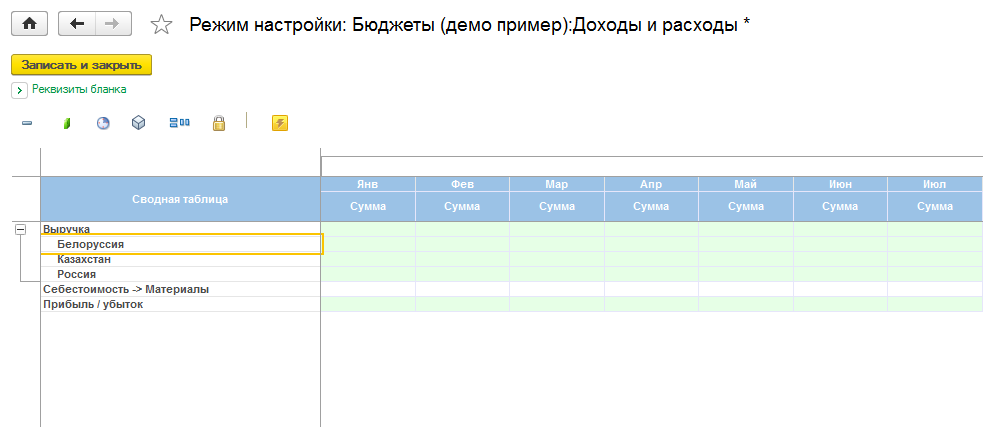 Режим настройки: Бюджеты (демо пример):Доходы и расходы *
Записать и закрыть
Реквизиты бланка
Сводная таблица
Янв Фев Мар Апр Май Июн Июл
Сумма Сумма Сумма Сумма Сумма Сумма Сумма
Выручка
Белоруссия
Казахстан
Россия
Себестоимость -> Материалы
Прибыль / убыток